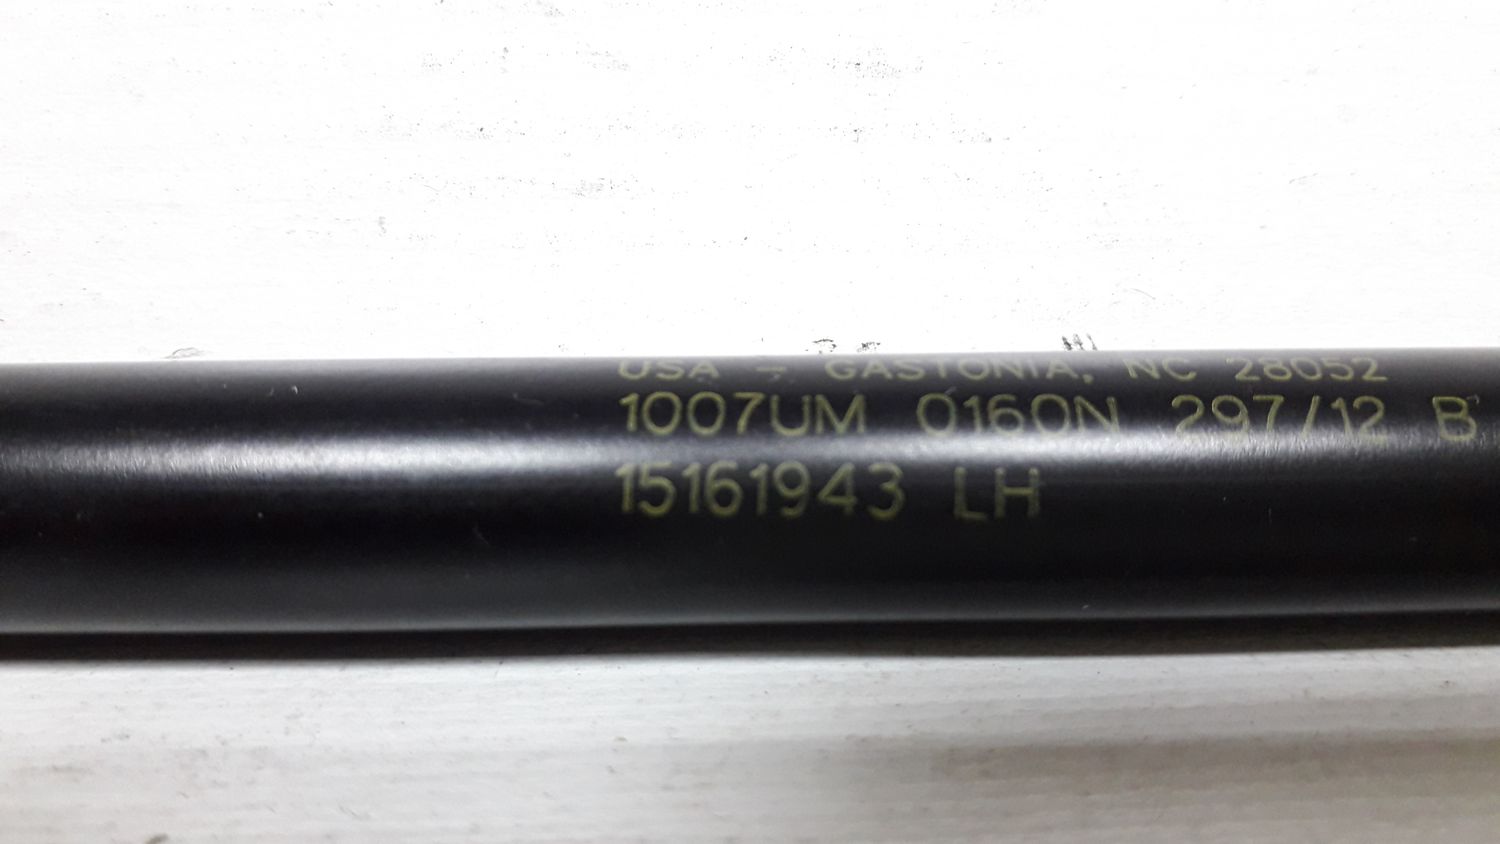 USA - GASTONIA, NC 28052
1007UM 0160N 297/12 B
15161943 LH